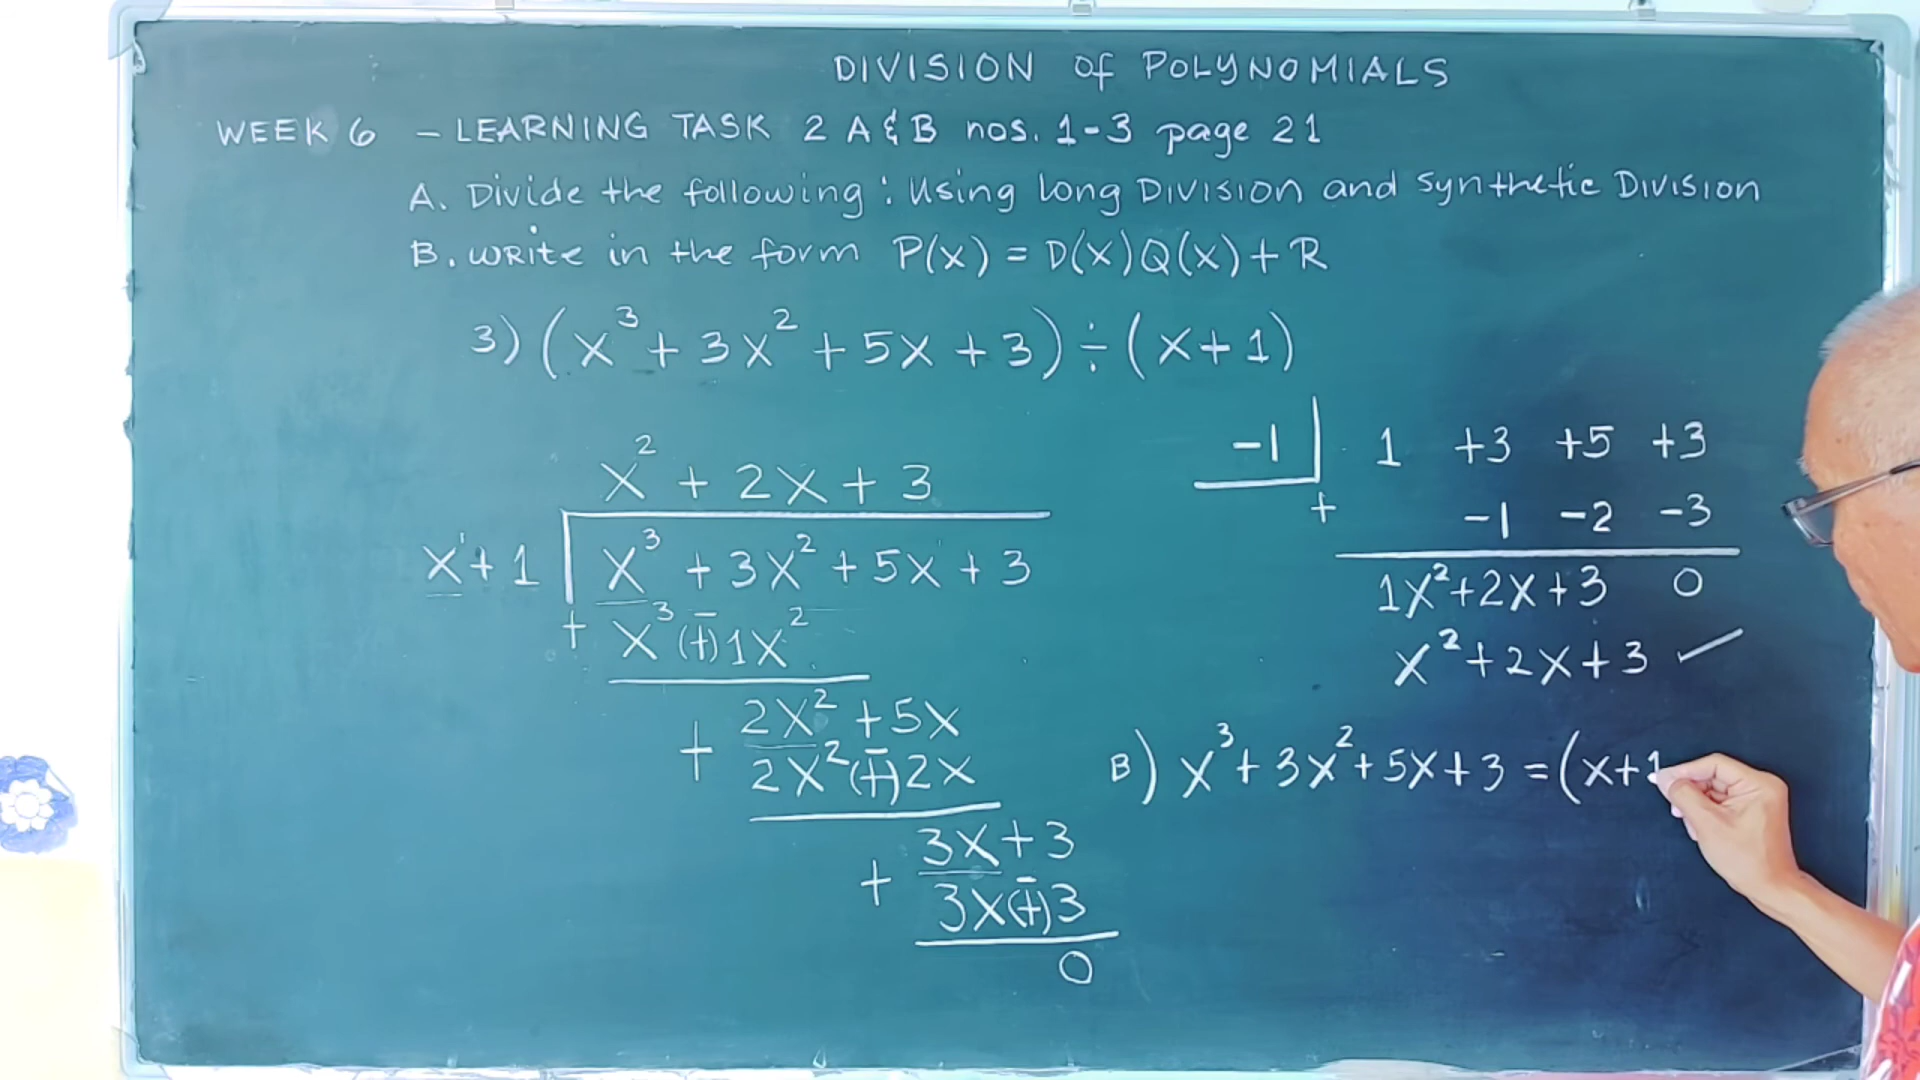 DIVISION of POLYNOMIALS
WEEK 6 - LEARNING TASK 2 A & B nos. 1-3 page 21
A. Divide the following : Using long DIVISION and synthetic DIVISION
B. WRITE in the form P(x) = D(x)Q(x) + R
3) (x³ + 3x² + 5x + 3) ÷ (x + 1)
x² + 2x + 3
x + 1 x³ + 3x² + 5x + 3
+ x³ (+) 1x²
-
2x² + 5x
+ 2x² (+) 2x
-
3x + 3
+ 3x (+) 3
-
0
-1 1 +3 +5 +3
+ -1 -2 -3
1x² + 2x + 3 0
x² + 2x + 3
B) x³ + 3x² + 5x + 3 = (x + 1